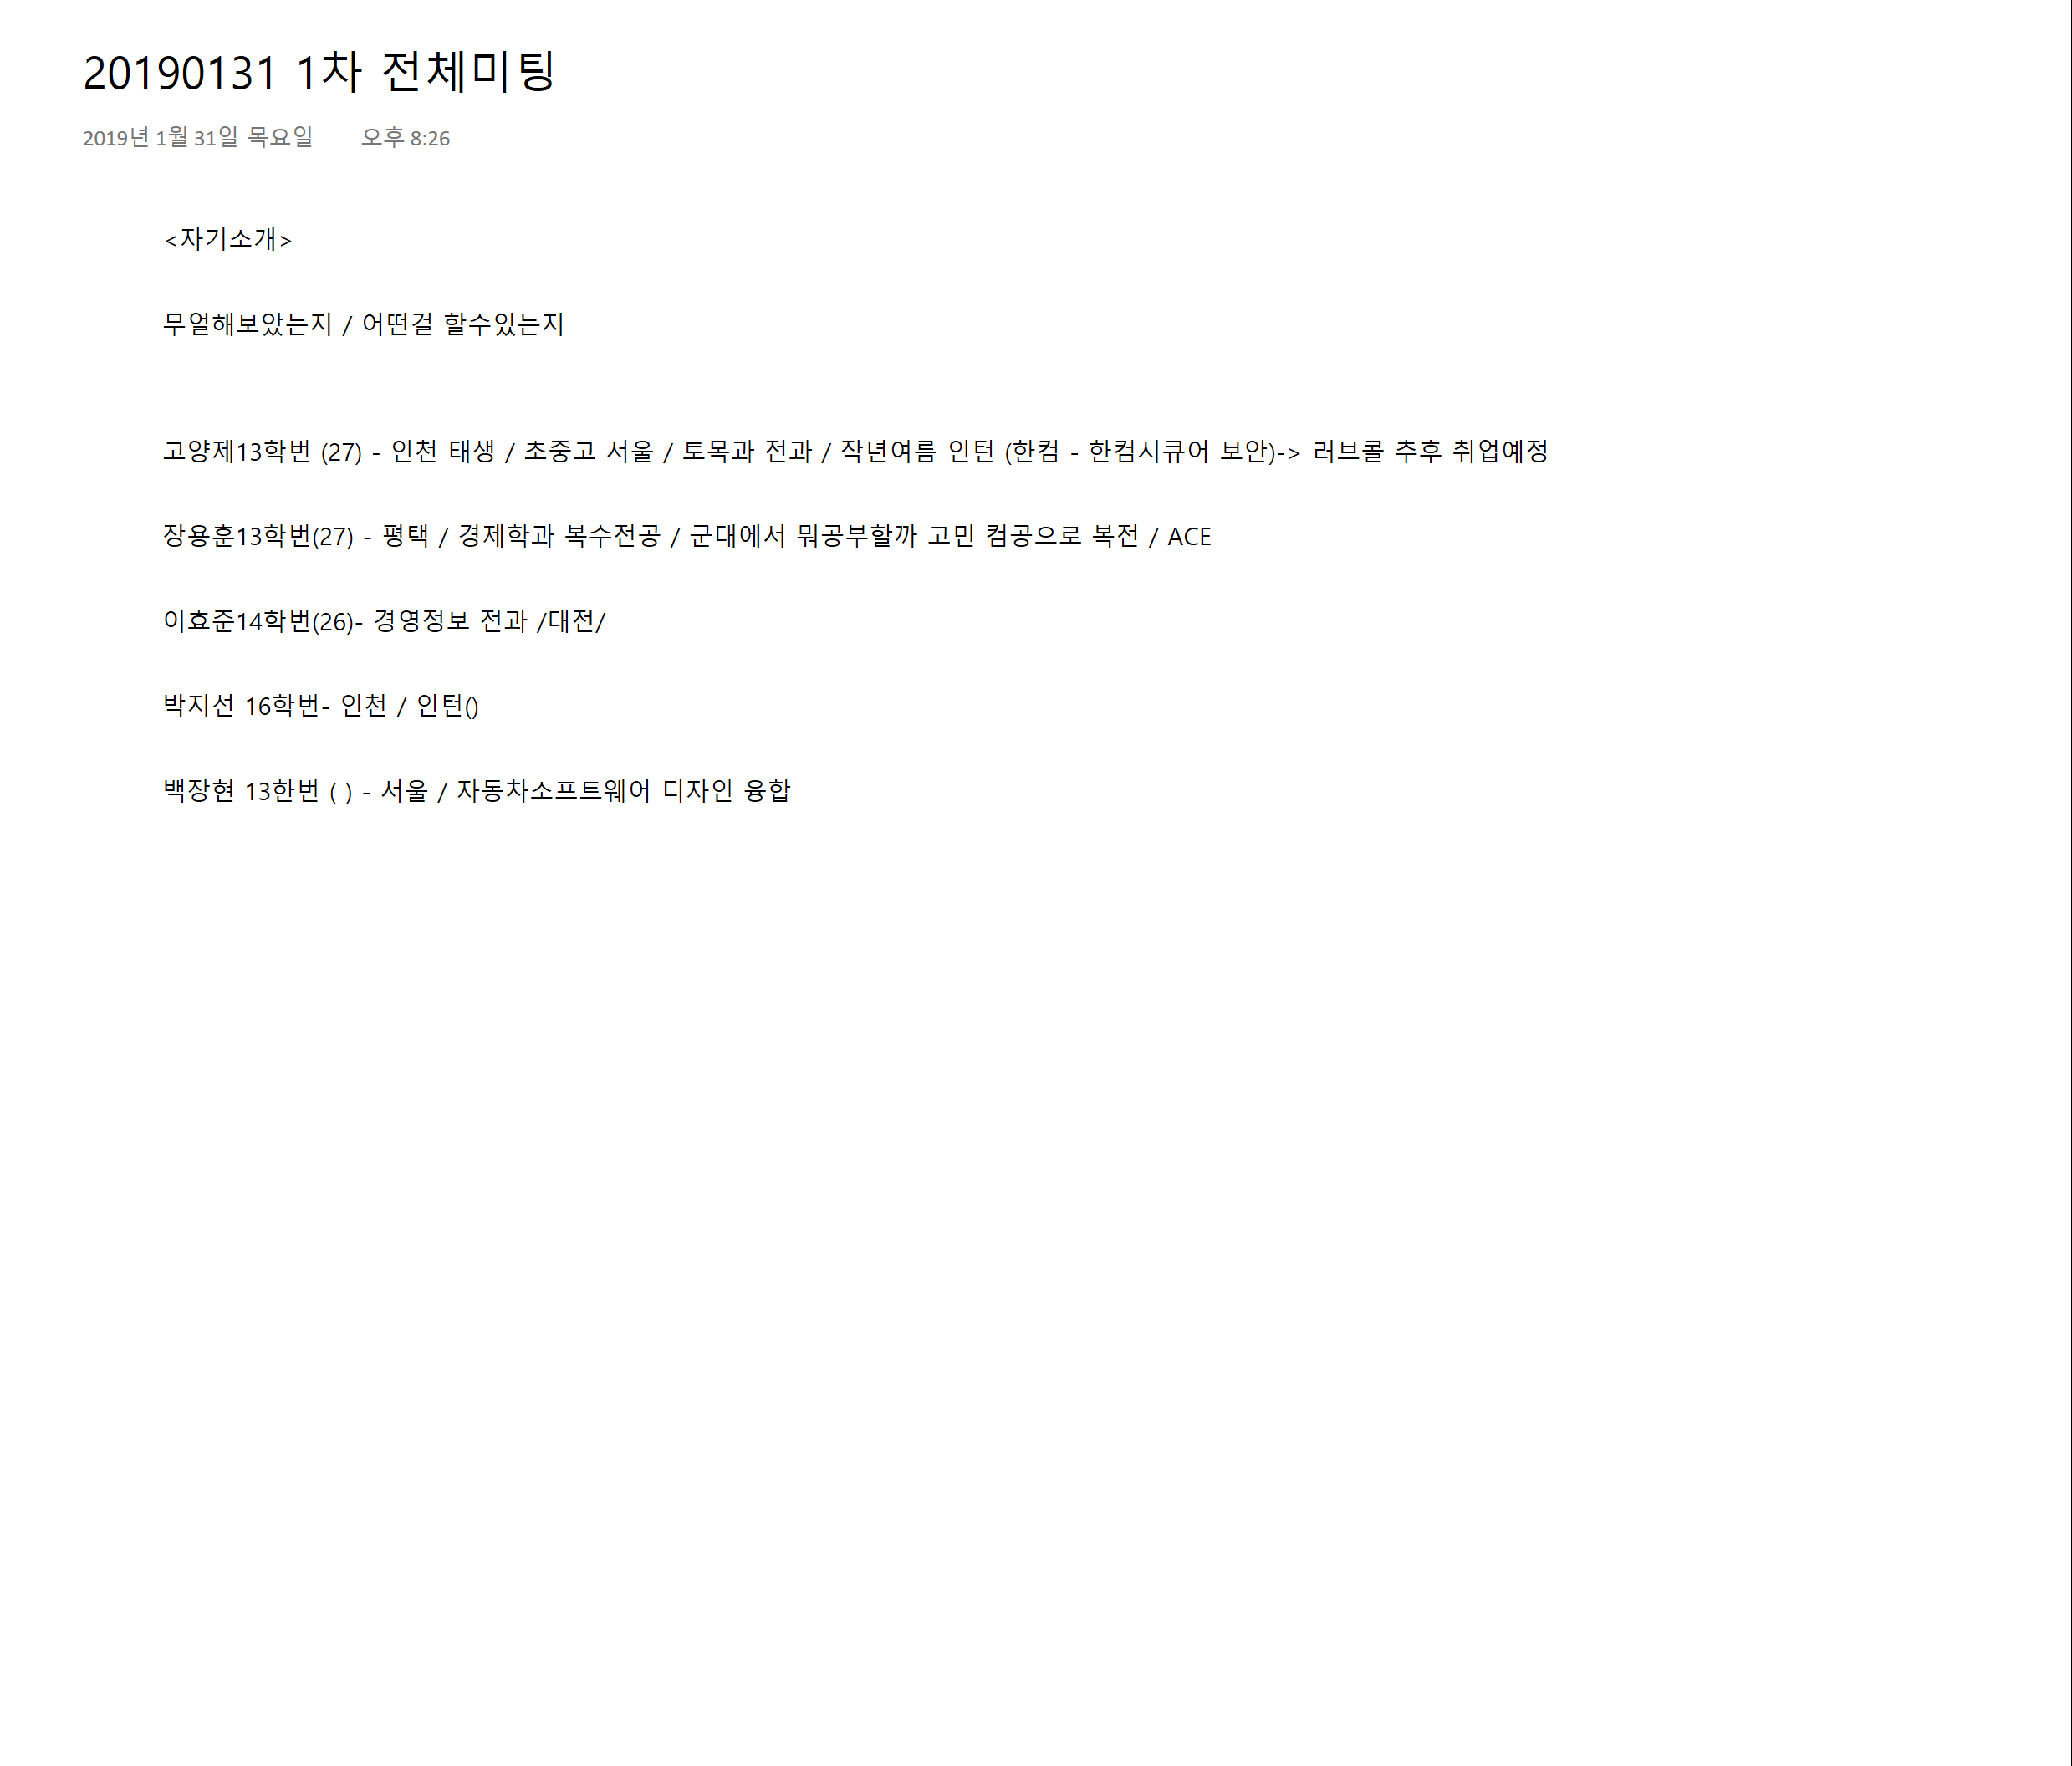 20190131 1차 전체미팅
2019년 1월 31일 목요일 오후 8:26
<자기소개>
무얼해보았는지 / 어떤걸 할수있는지
고양제13학번 (27) - 인천 태생 / 초중고 서울 / 토목과 전과 / 작년여름 인턴 (한컴 - 한컴시큐어 보안)-> 러브콜 추후 취업예정
장용훈13학번(27) - 평택 / 경제학과 복수전공 / 군대에서 뭐공부할까 고민 컴공으로 복전 / ACE
이효준14학번(26)- 경영정보 전과 /대전/
박지선 16학번- 인천 / 인턴()
백장현 13한번 ( ) - 서울 / 자동차소프트웨어 디자인 융합